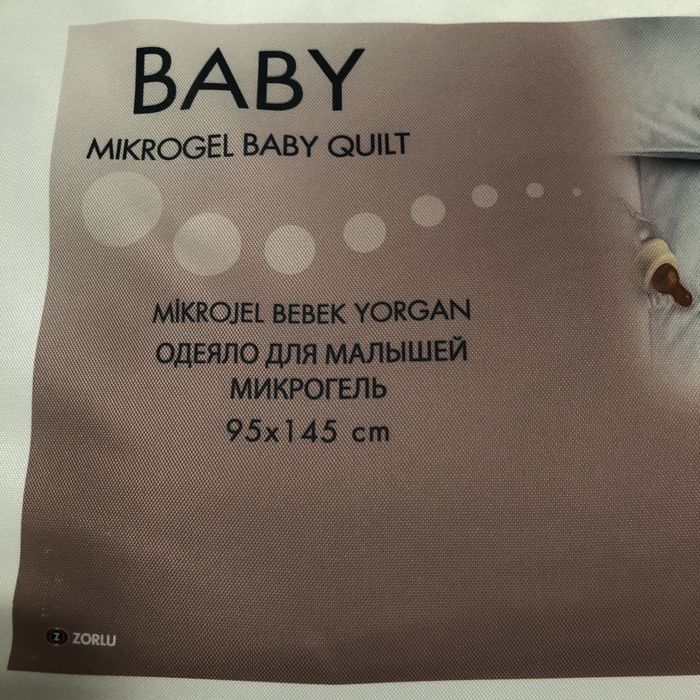 BABY
MIKROGEL BABY QUILT
MİKROJEL BEBEK YORGAN
ОДЕЯЛО ДЛЯ МАЛЫШЕЙ
МИКРОГЕЛЬ
95x145 cm
Z ZORLU